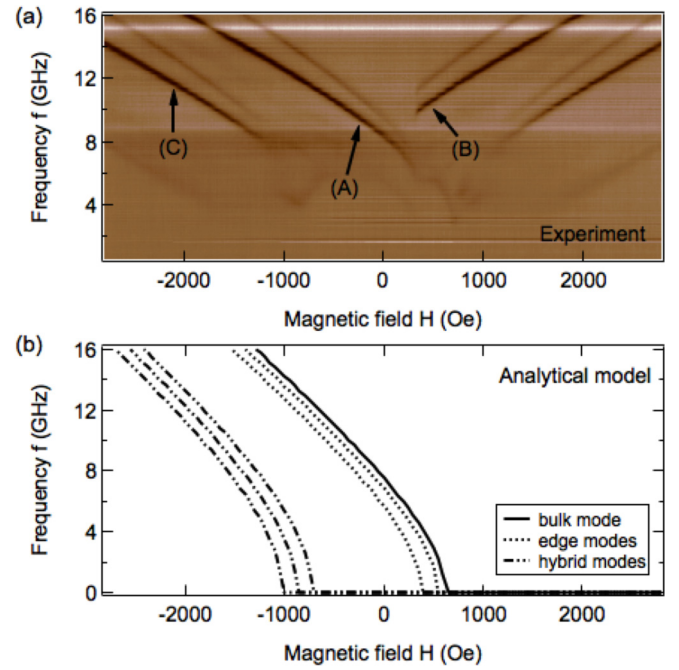 (a)
Frequency f (GHz)
16
12
8
4
(C)
(A)
(B)
Experiment
-2000
-1000
0
1000
2000
Magnetic field H (Oe)
(b)
Frequency f (GHz)
16
12
8
4
0
Analytical model
bulk mode
edge modes
hybrid modes
-2000
-1000
0
1000
2000
Magnetic field H (Oe)